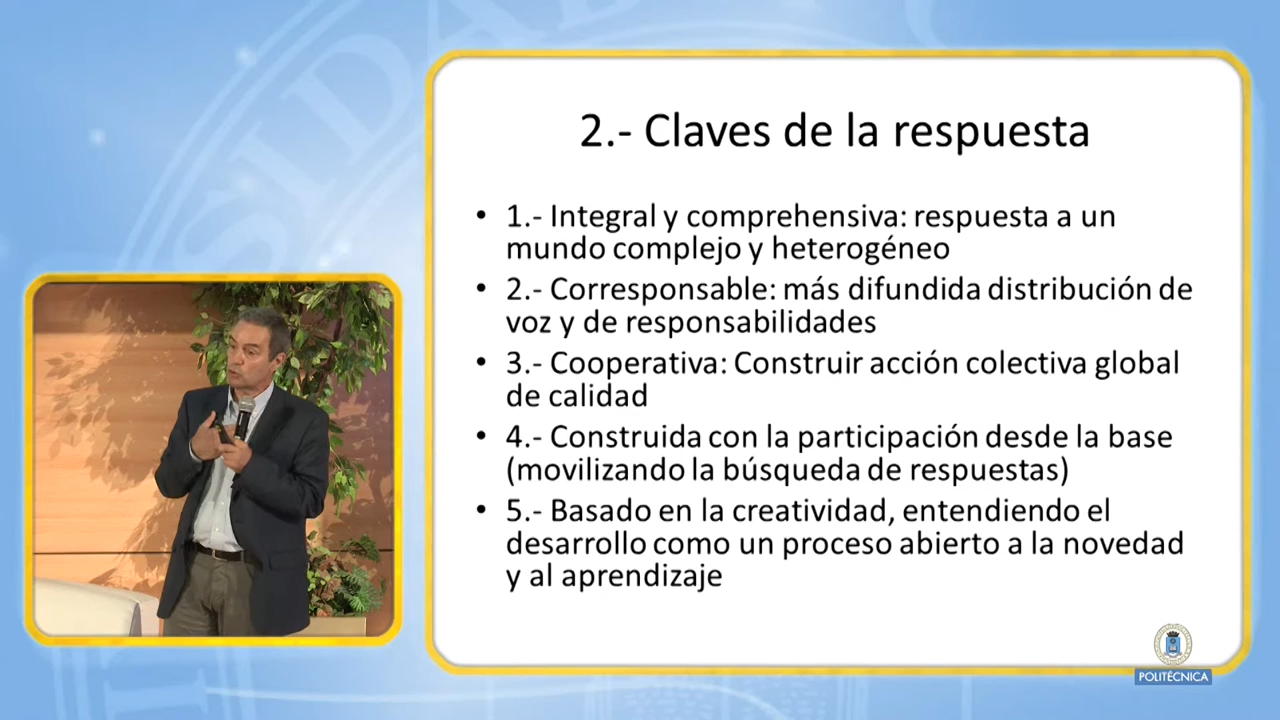 2.- Claves de la respuesta
• 1.- Integral y comprehensiva: respuesta a un
mundo complejo y heterogéneo
• 2.- Corresponsable: más difundida distribución de
voz y de responsabilidades
• 3.- Cooperativa: Construir acción colectiva global
de calidad
• 4.- Construida con la participación desde la base
(movilizando la búsqueda de respuestas)
• 5.- Basado en la creatividad, entendiendo el
desarrollo como un proceso abierto a la novedad
y al aprendizaje
POLITÉCNICA